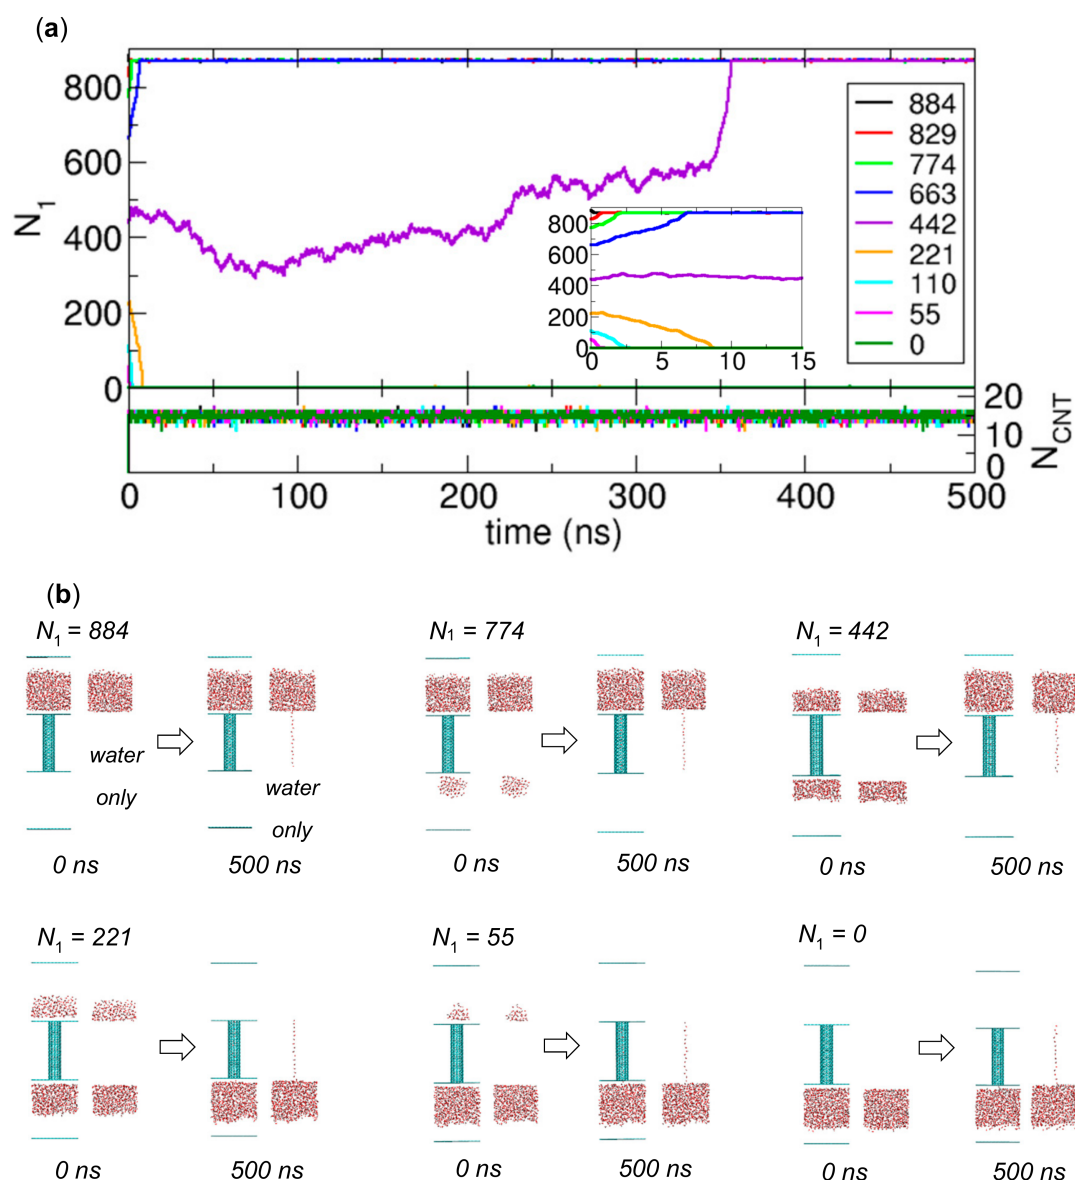 (a)
800
600
400
200
0
N1
884
829
774
663
442
221
110
55
0
800
600
400
200
0
0 5 10 15
20
10
0
NCNT
0 100 200 300 400 500
time (ns)
(b)
N1 = 884 N1 = 774 N1 = 442
water
only
water
only
0 ns 500 ns 0 ns 500 ns 0 ns 500 ns
N1 = 221 N1 = 55 N1 = 0
0 ns 500 ns 0 ns 500 ns 0 ns 500 ns